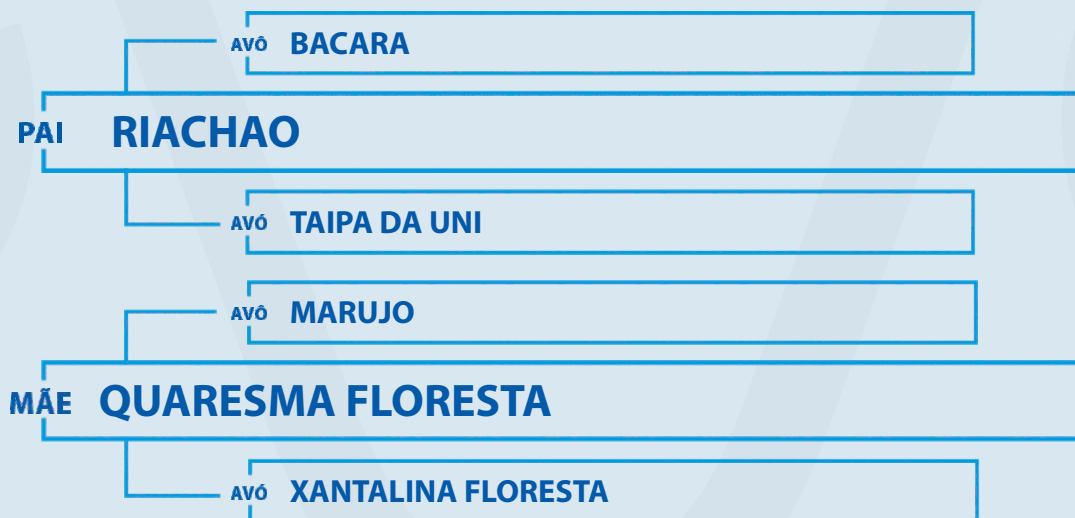 AVÔ BACARA
PAI RIACHAO
AVÓ TAIPA DA UNI
AVÔ MARUJO
MÃE QUARESMA FLORESTA
AVÓ XANTALINA FLORESTA